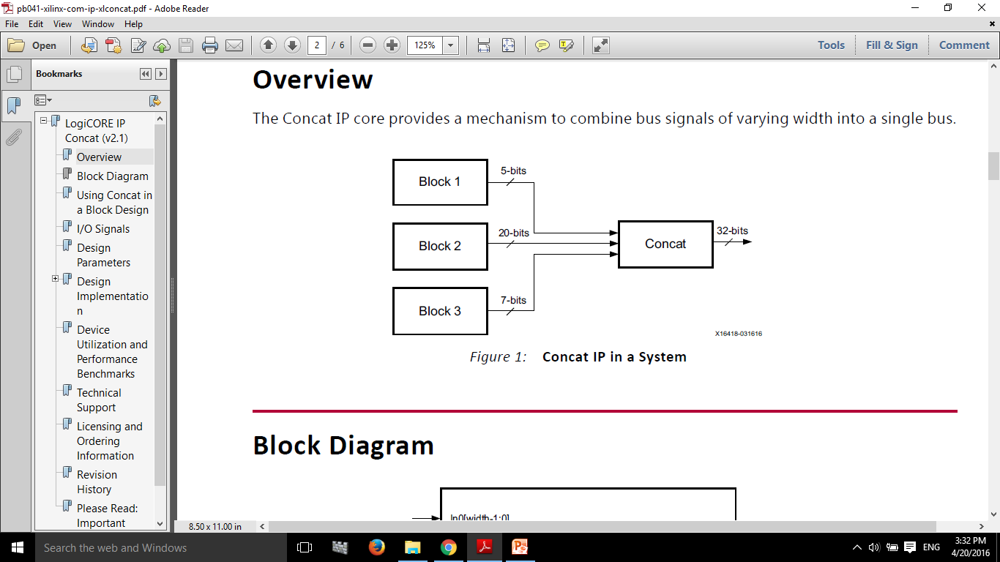 pb041-xilinx-com-ip-xlconcat.pdf - Adobe Reader
File Edit View Window Help
Open 2 / 6 125% Tools Fill & Sign Comment
Bookmarks
LogiCORE IP
Concat (v2.1)
Overview
Block Diagram
Using Concat in
a Block Design
I/O Signals
Design
Parameters
Design
Implementatio
n
Device
Utilization and
Performance
Benchmarks
Technical
Support
Licensing and
Ordering
Information
Revision
History
Please Read:
Important
Overview
The Concat IP core provides a mechanism to combine bus signals of varying width into a single bus.
Block 1
5-bits
Block 2
20-bits
Block 3
7-bits
Concat
32-bits
X16418-031616
Figure 1: Concat IP in a System
Block Diagram
In0[width-1:0]
8.50 x 11.00 in
Search the web and Windows
ENG
3:32 PM
4/20/2016